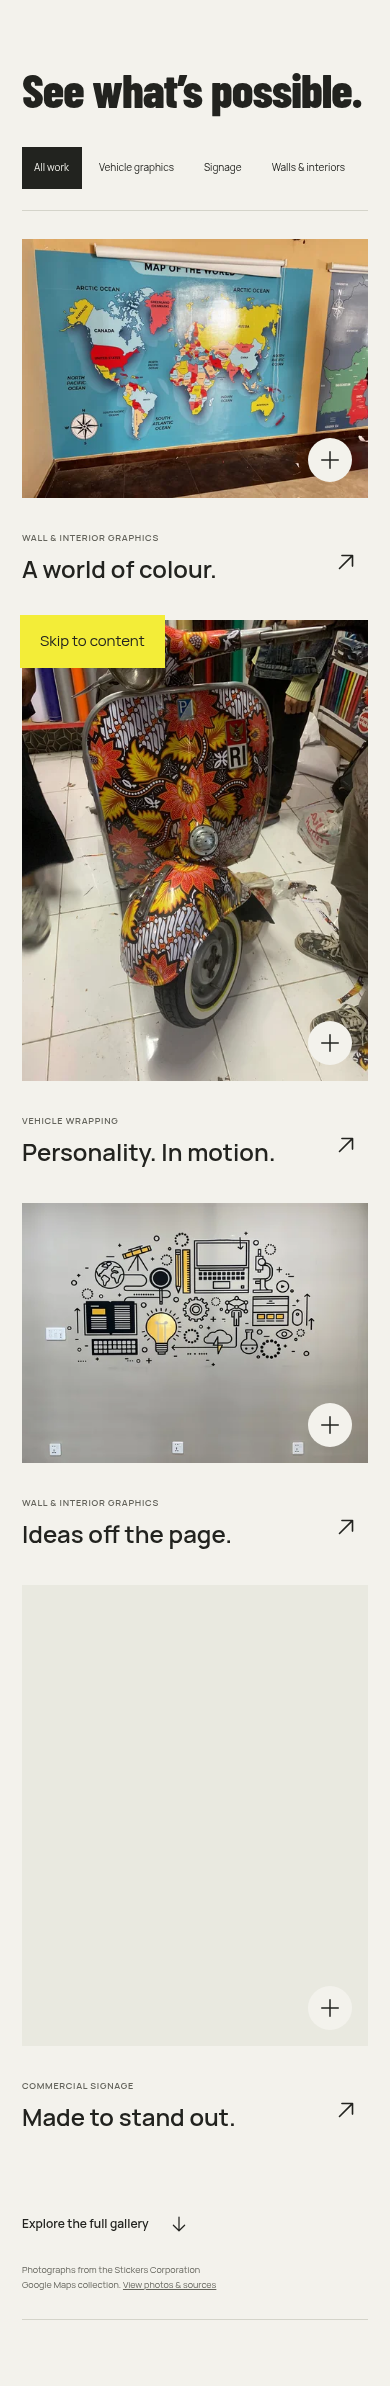 See what's possible.
All work
Vehicle graphics
Signage
Walls & interiors
MAP OF THE WORLD
ARCTIC OCEAN
ARCTIC OCEAN
CANADA
NORTH PACIFIC OCEAN
SOUTH ATLANTIC OCEAN
N
WALL & INTERIOR GRAPHICS
A world of colour.
Skip to content
RI
VEHICLE WRAPPING
Personality. In motion.
WALL & INTERIOR GRAPHICS
Ideas off the page.
COMMERCIAL SIGNAGE
Made to stand out.
Explore the full gallery
Photographs from the Stickers Corporation
Google Maps collection. View photos & sources